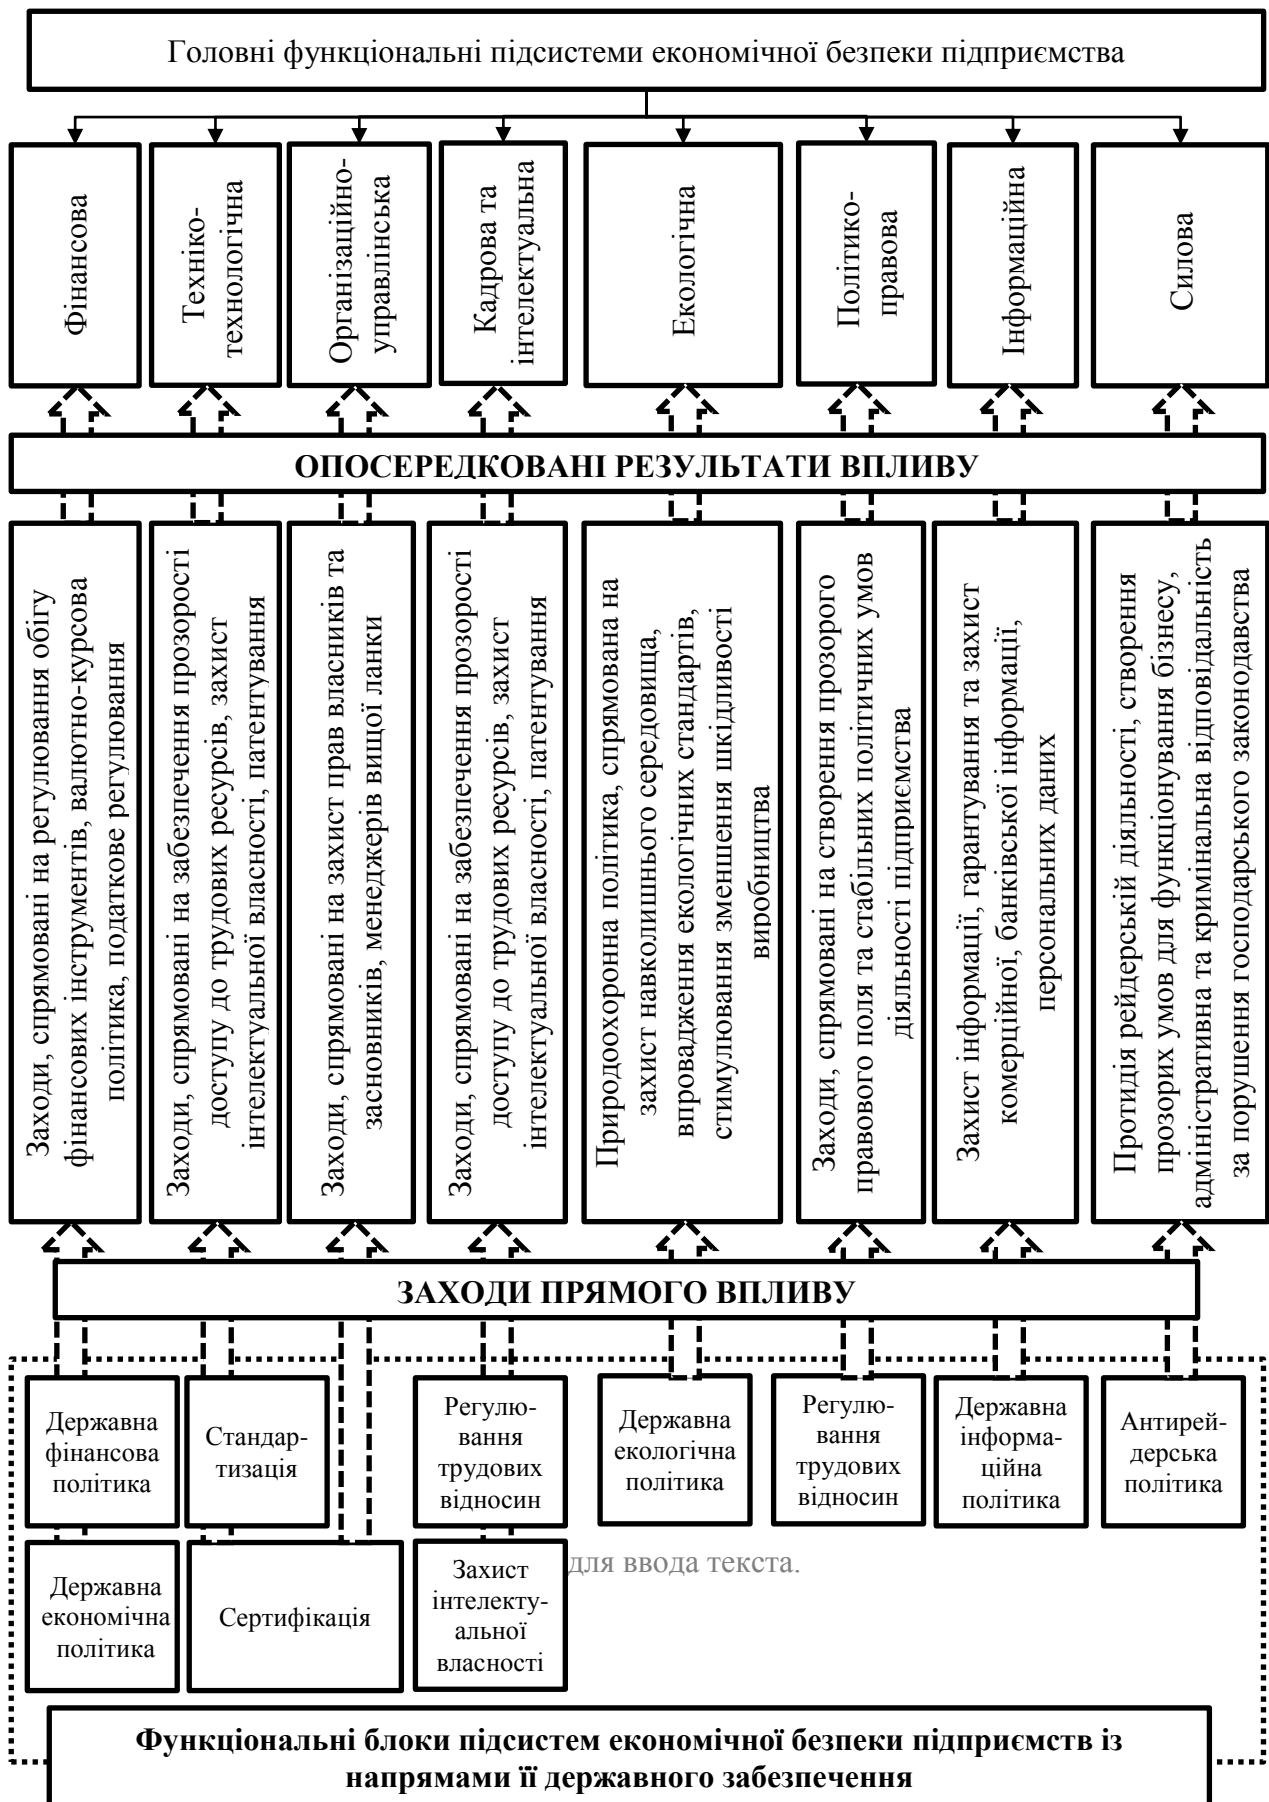 Головні функціональні підсистеми економічної безпеки підприємства
Фінансова
Техніко-
технологічна
Організаційно-
управлінська
Кадрова та
інтелектуальна
Екологічна
Політико-
правова
Інформаційна
Силова
ОПОСЕРЕДКОВАНІ РЕЗУЛЬТАТИ ВПЛИВУ
Заходи, спрямовані на регулювання обігу
фінансових інструментів, валютно-курсова
політика, податкове регулювання
Заходи, спрямовані на забезпечення прозорості
доступу до трудових ресурсів, захист
інтелектуальної власності, патентування
Заходи, спрямовані на захист прав власників та
засновників, менеджерів вищої ланки
Заходи, спрямовані на забезпечення прозорості
доступу до трудових ресурсів, захист
інтелектуальної власності, патентування
Природоохоронна політика, спрямована на
захист навколишнього середовища,
впровадження екологічних стандартів,
стимулювання зменшення шкідливості
виробництва
Заходи, спрямовані на створення прозорого
правового поля та стабільних політичних умов
діяльності підприємства
Захист інформації, гарантування та захист
комерційної, банківської інформації,
персональних даних
Протидія рейдерській діяльності, створення
прозорих умов для функціонування бізнесу,
адміністративна та кримінальна відповідальність
за порушення господарського законодавства
ЗАХОДИ ПРЯМОГО ВПЛИВУ
Державна
фінансова
політика
Стандар-
тизація
Регулю-
вання
трудових
відносин
Державна
екологічна
політика
Регулю-
вання
трудових
відносин
Державна
інформа-
ційна
політика
Антирей-
дерська
політика
Державна
економічна
політика
Сертифікація
Захист
інтелекту-
альної
власності
для ввода текста.
Функціональні блоки підсистем економічної безпеки підприємств із
напрямами її державного забезпечення